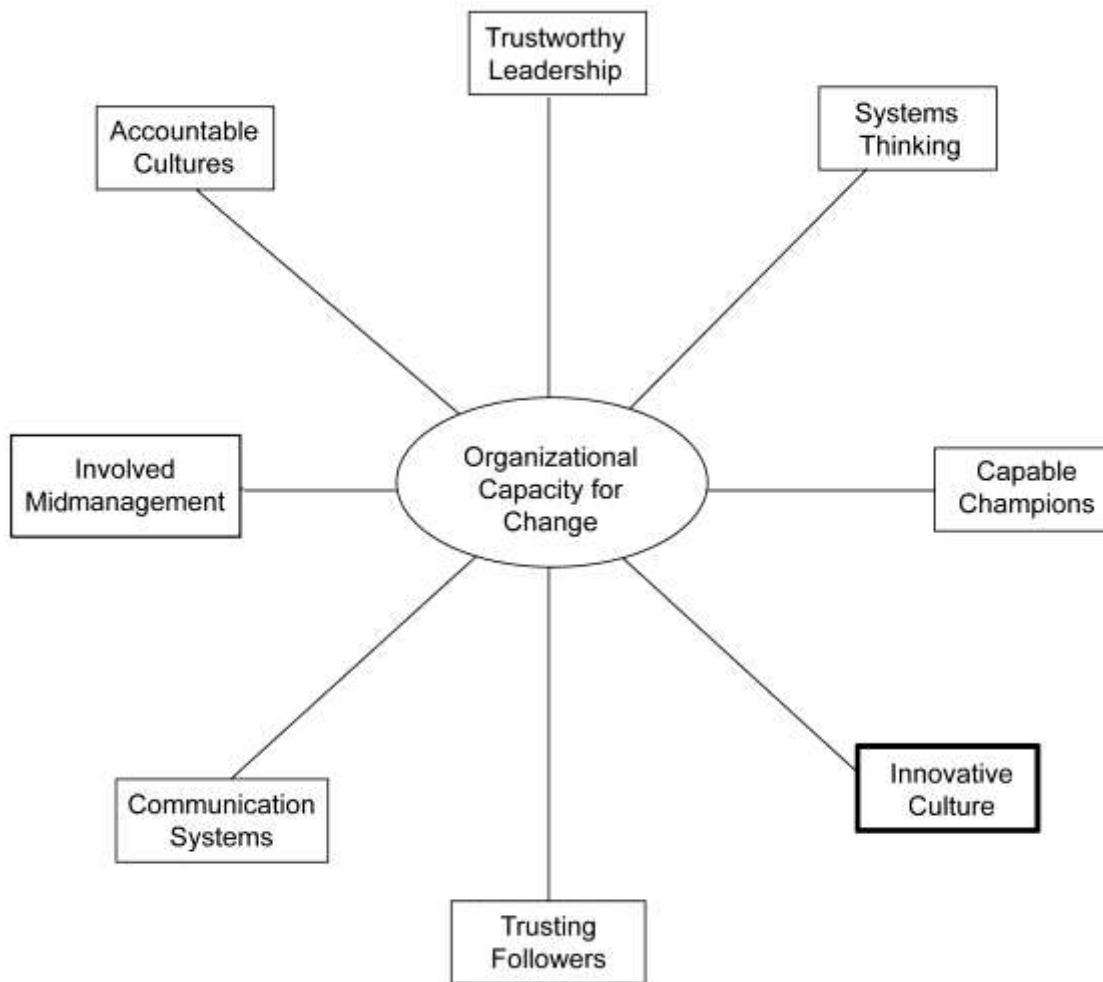 Trustworthy
Leadership
Accountable
Cultures
Systems
Thinking
Involved
Midmanagement
Organizational
Capacity for
Change
Capable
Champions
Communication
Systems
Innovative
Culture
Trusting
Followers